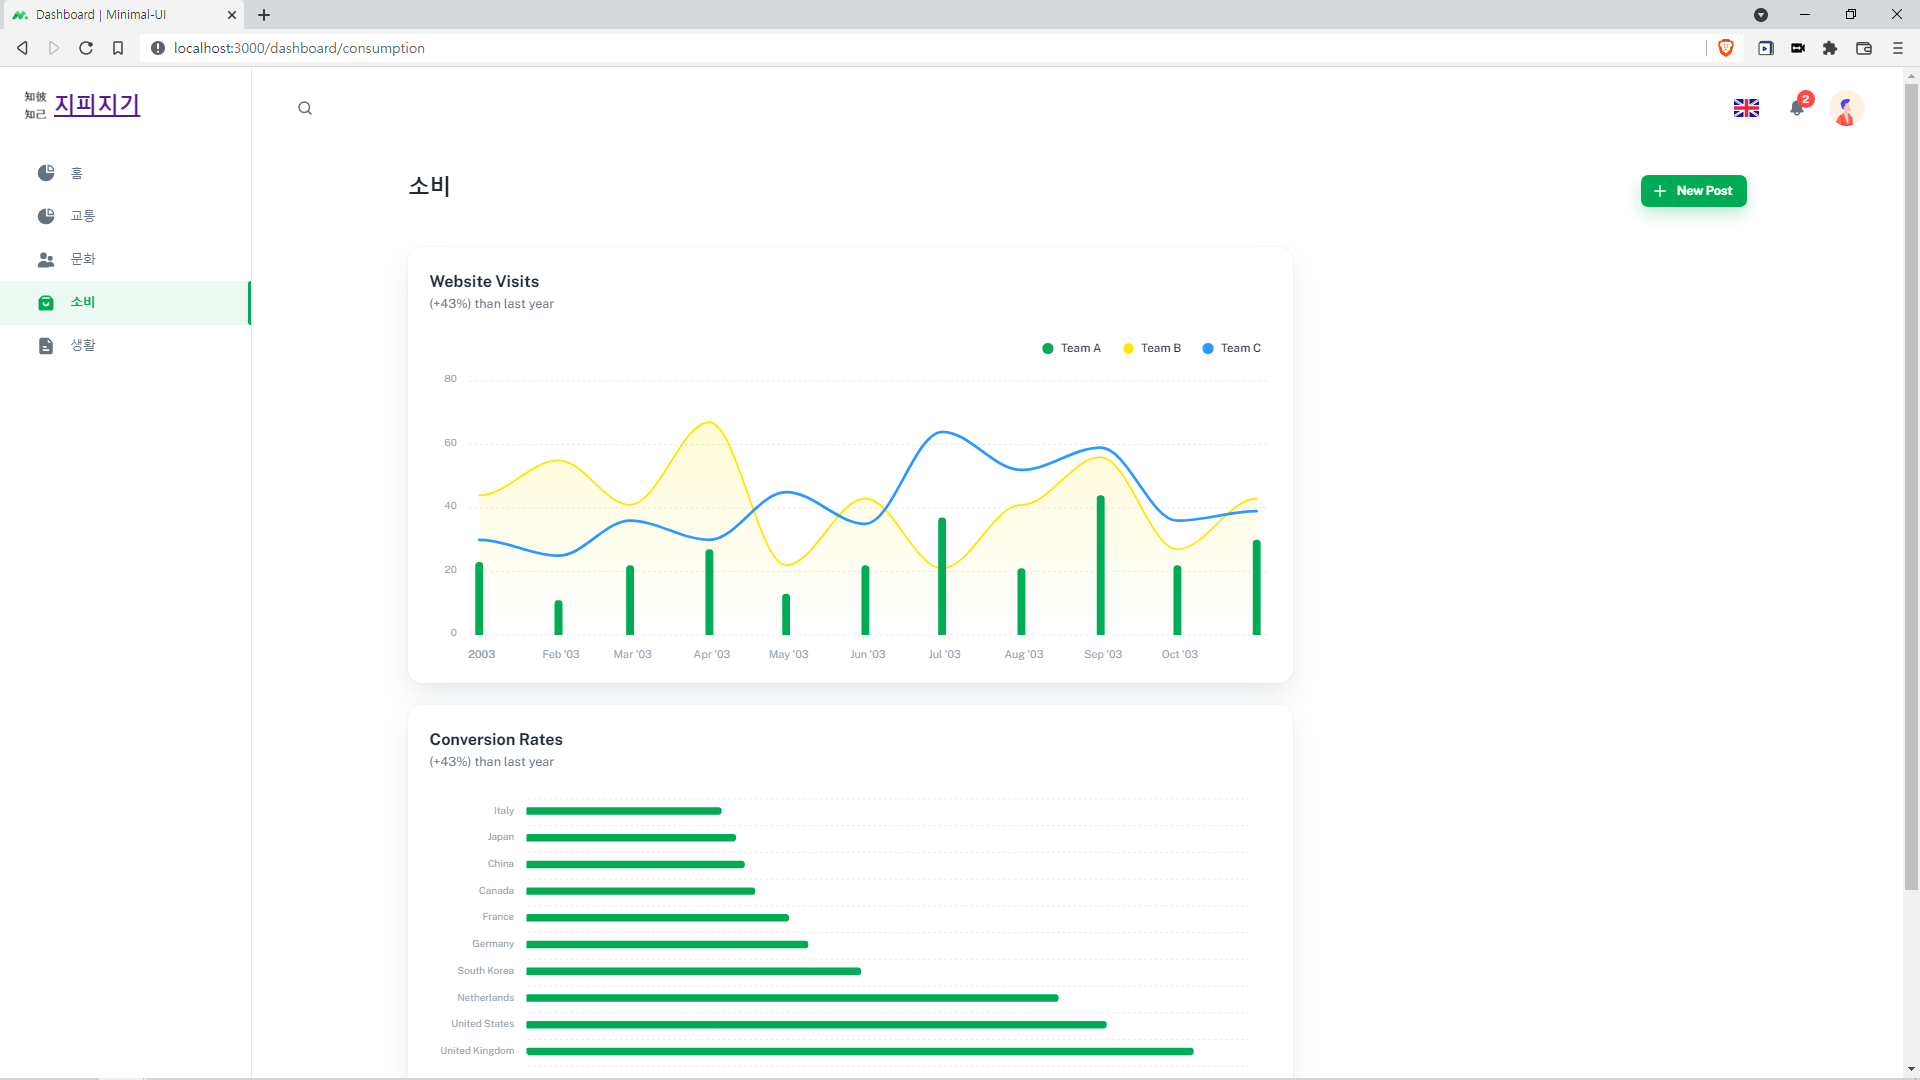 Dashboard | Minimal-UI
localhost:3000/dashboard/consumption
知彼
知己
지피지기
2
홈
교통
문화
소비
생활
소비
New Post
Website Visits
(+43%) than last year
Team A
Team B
Team C
80
60
40
20
0
2003
Feb '03
Mar '03
Apr '03
May '03
Jun '03
Jul '03
Aug '03
Sep '03
Oct '03
Conversion Rates
(+43%) than last year
Italy
Japan
China
Canada
France
Germany
South Korea
Netherlands
United States
United Kingdom